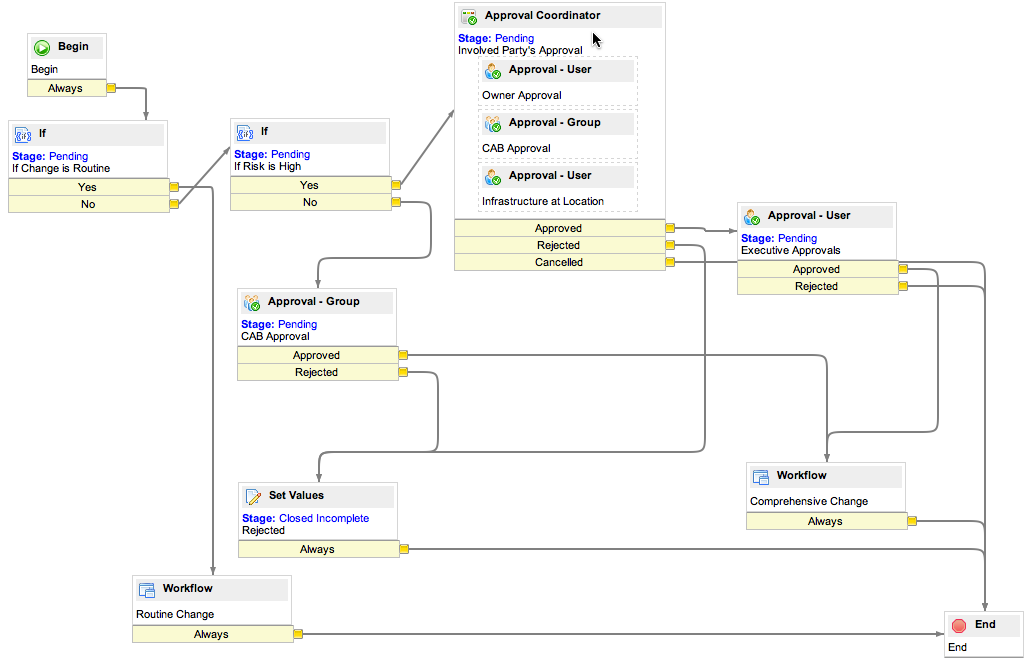 Begin
Begin
Always
If
Stage: Pending
If Change is Routine
Yes
No
If
Stage: Pending
If Risk is High
Yes
No
Approval Coordinator
Stage: Pending
Involved Party's Approval
Approval - User
Owner Approval
Approval - Group
CAB Approval
Approval - User
Infrastructure at Location
Approved
Rejected
Cancelled
Approval - User
Stage: Pending
Executive Approvals
Approved
Rejected
Approval - Group
Stage: Pending
CAB Approval
Approved
Rejected
Set Values
Stage: Closed Incomplete
Rejected
Always
Workflow
Comprehensive Change
Always
Workflow
Routine Change
Always
End
End